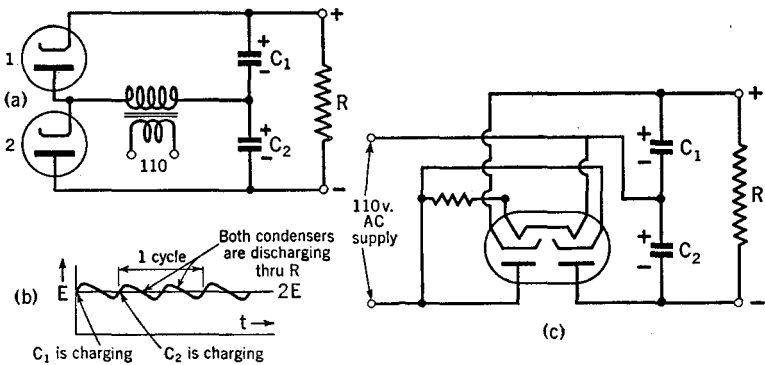 1
(a)
2
110
+
C₁
−
+
C₂
−
R
+
−
(b)
E
1 cycle
Both condensers
are discharging
thru R
2E
t→
C₁ is charging
C₂ is charging
110 v.
AC
supply
+
C₁
−
+
C₂
−
R
+
−
(c)